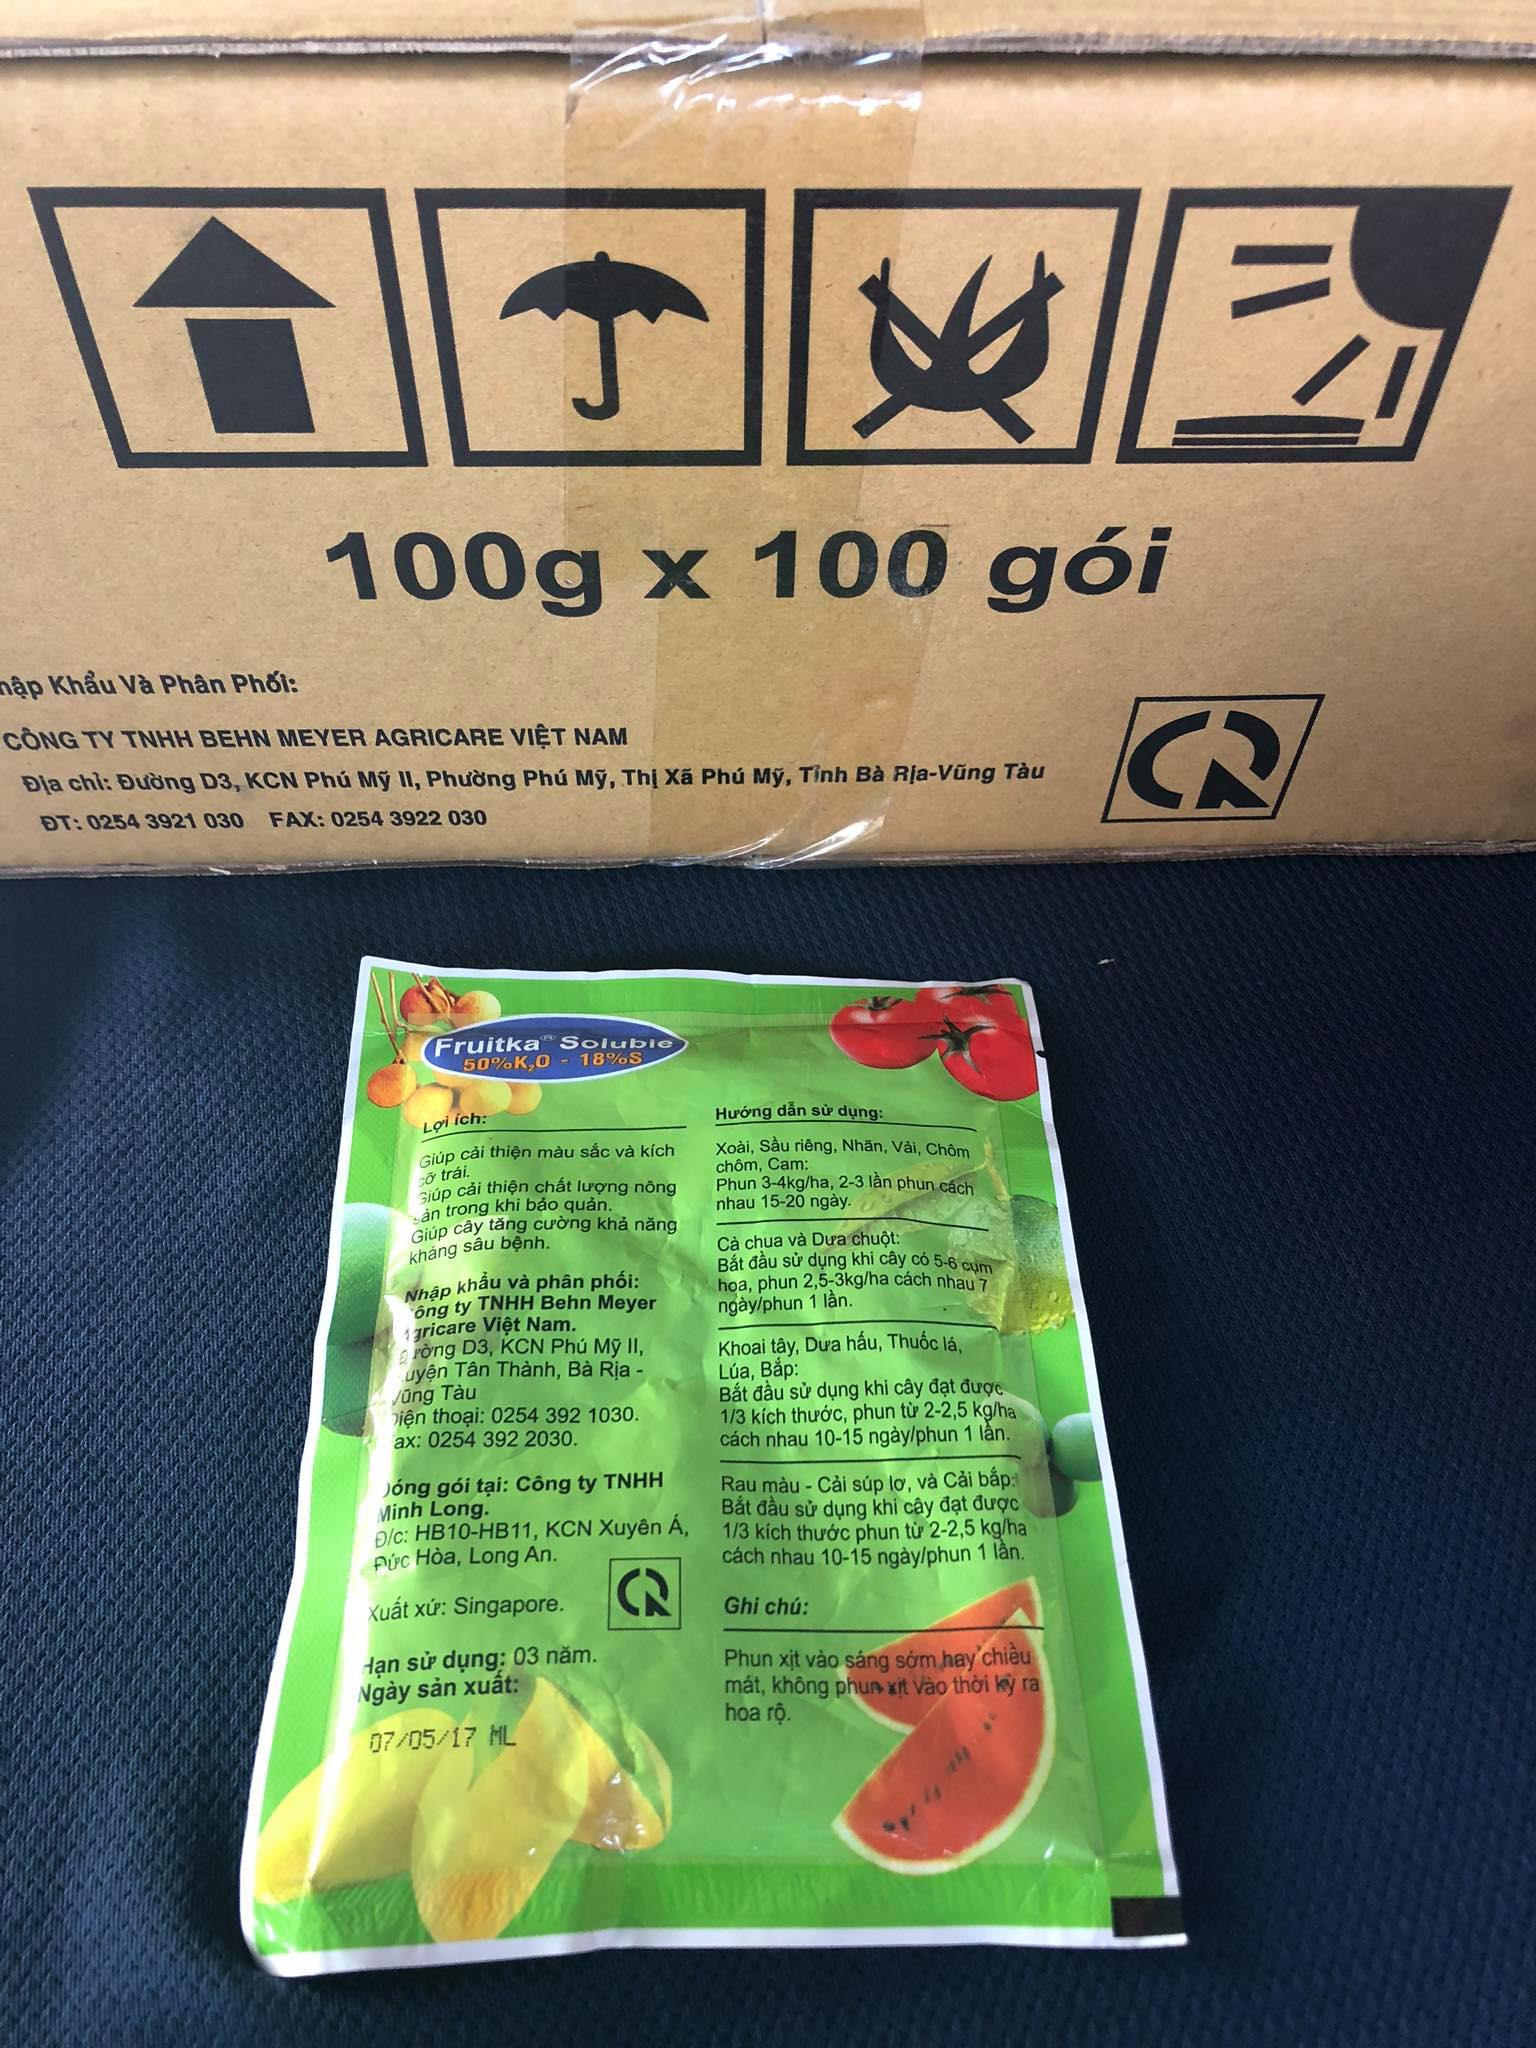 100g x 100 gói
Khẩu Và Phân Phối:
CÔNG TY TNHH BEHN MEYER AGRICARE VIỆT NAM
Địa chỉ: Đường D3, KCN Phú Mỹ II, Phường Phú Mỹ, Thị Xã Phú Mỹ, Tỉnh Bà Rịa-Vũng Tàu
ĐT: 0254 3921 030 FAX: 0254 3922 030
Fruitka® Soluble
50%K₂O - 18%S
Lợi ích:
Giúp cải thiện màu sắc và kích
cỡ trái.
Giúp cải thiện chất lượng nông
sản trong khi bảo quản.
Giúp cây tăng cường khả năng
kháng sâu bệnh.
Nhập khẩu và phân phối:
Công ty TNHH Behn Meyer
Agricare Việt Nam.
Đường D3, KCN Phú Mỹ II,
Huyện Tân Thành, Bà Rịa -
Vũng Tàu
Điện thoại: 0254 392 1030.
Fax: 0254 392 2030.
Đóng gói tại: Công ty TNHH
Minh Long.
Đ/c: HB10-HB11, KCN Xuyên Á,
Đức Hòa, Long An.
Xuất xứ: Singapore.
Hạn sử dụng: 03 năm.
Ngày sản xuất:
07/05/17 ML
Hướng dẫn sử dụng:
Xoài, Sầu riêng, Nhãn, Vải, Chôm
chôm, Cam:
Phun 3-4kg/ha, 2-3 lần phun cách
nhau 15-20 ngày.
Cà chua và Dưa chuột:
Bắt đầu sử dụng khi cây có 5-6 cụm
hoa, phun 2,5-3kg/ha cách nhau 7
ngày/phun 1 lần.
Khoai tây, Dưa hấu, Thuốc lá,
Lúa, Bắp:
Bắt đầu sử dụng khi cây đạt được
1/3 kích thước, phun từ 2-2,5 kg/ha
cách nhau 10-15 ngày/phun 1 lần.
Rau màu - Cải súp lơ, và Cải bắp:
Bắt đầu sử dụng khi cây đạt được
1/3 kích thước phun từ 2-2,5 kg/ha
cách nhau 10-15 ngày/phun 1 lần.
Ghi chú:
Phun xịt vào sáng sớm hay chiều
mát, không phun xịt vào thời kỳ ra
hoa rộ.